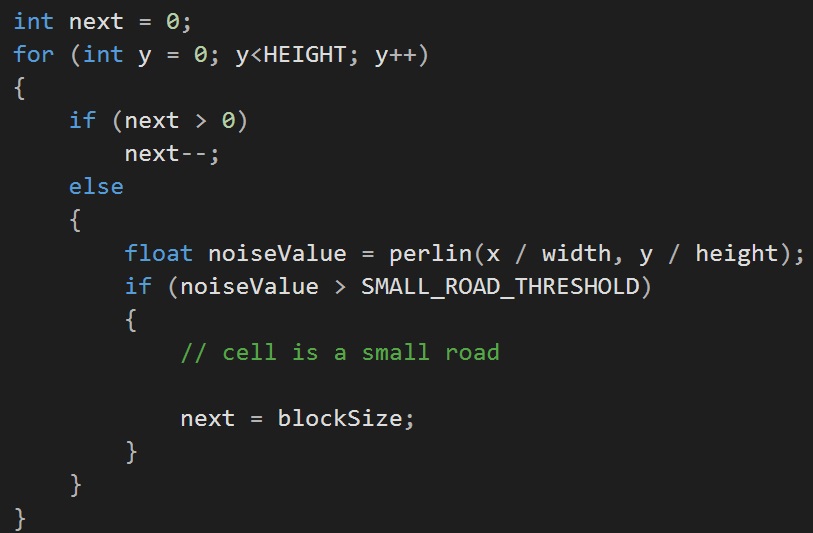 int next = 0;
for (int y = 0; y<HEIGHT; y++)
{
    if (next > 0)
        next--;
    else
    {
        float noiseValue = perlin(x / width, y / height);
        if (noiseValue > SMALL_ROAD_THRESHOLD)
        {
            // cell is a small road

            next = blockSize;
        }
    }
}